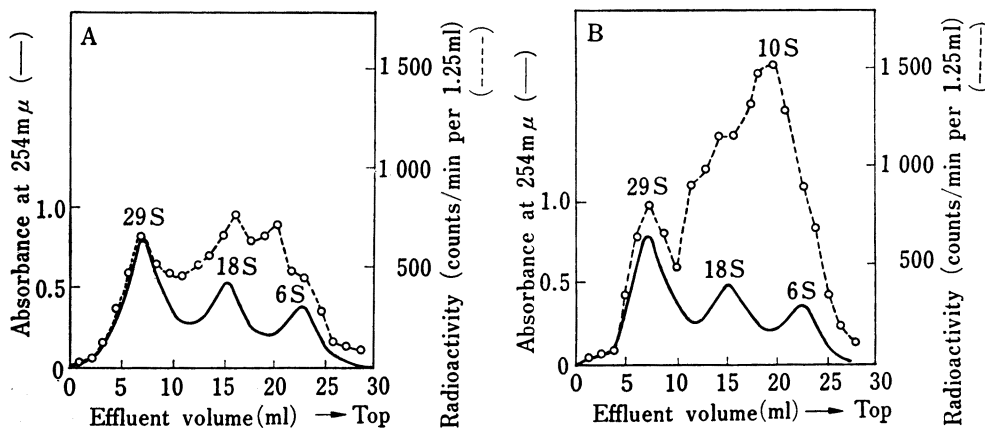 A
Absorbance at 254mμ (——)
1.0
0.5
0
29S
18S
6S
1 500
1 000
500
Radioactivity (counts/min per 1.25ml)
(-----)
0 5 10 15 20 25 30
Effluent volume(ml) → Top
B
Absorbance at 254mμ (——)
1.0
0.5
0
29S
18S
10S
6S
1 500
1 000
500
Radioactivity (counts/min per 1.25ml)
(-----)
0 5 10 15 20 25 30
Effluent volume(ml) → Top